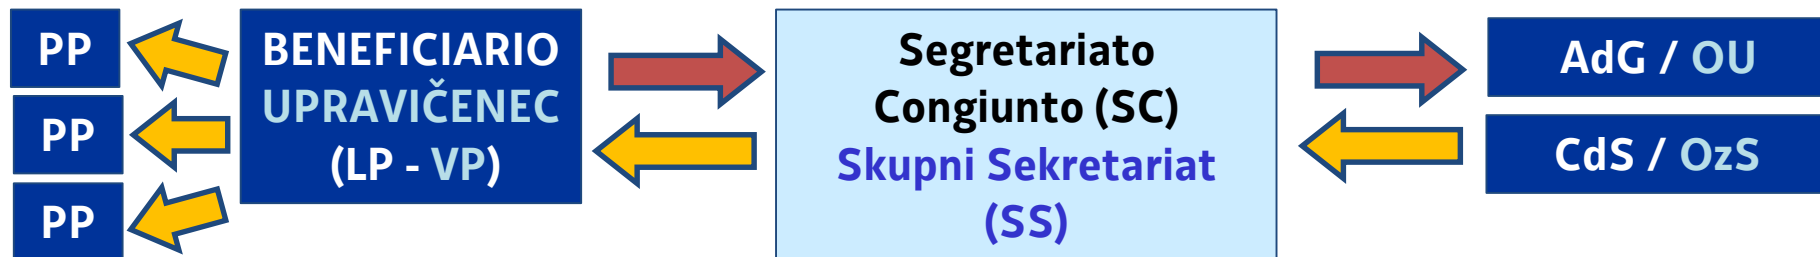 PP
PP
PP
BENEFICIARIO
UPRAVIČENEC
(LP - VP)
Segretariato
Congiunto (SC)
Skupni Sekretariat
(SS)
AdG / OU
CdS / OzS